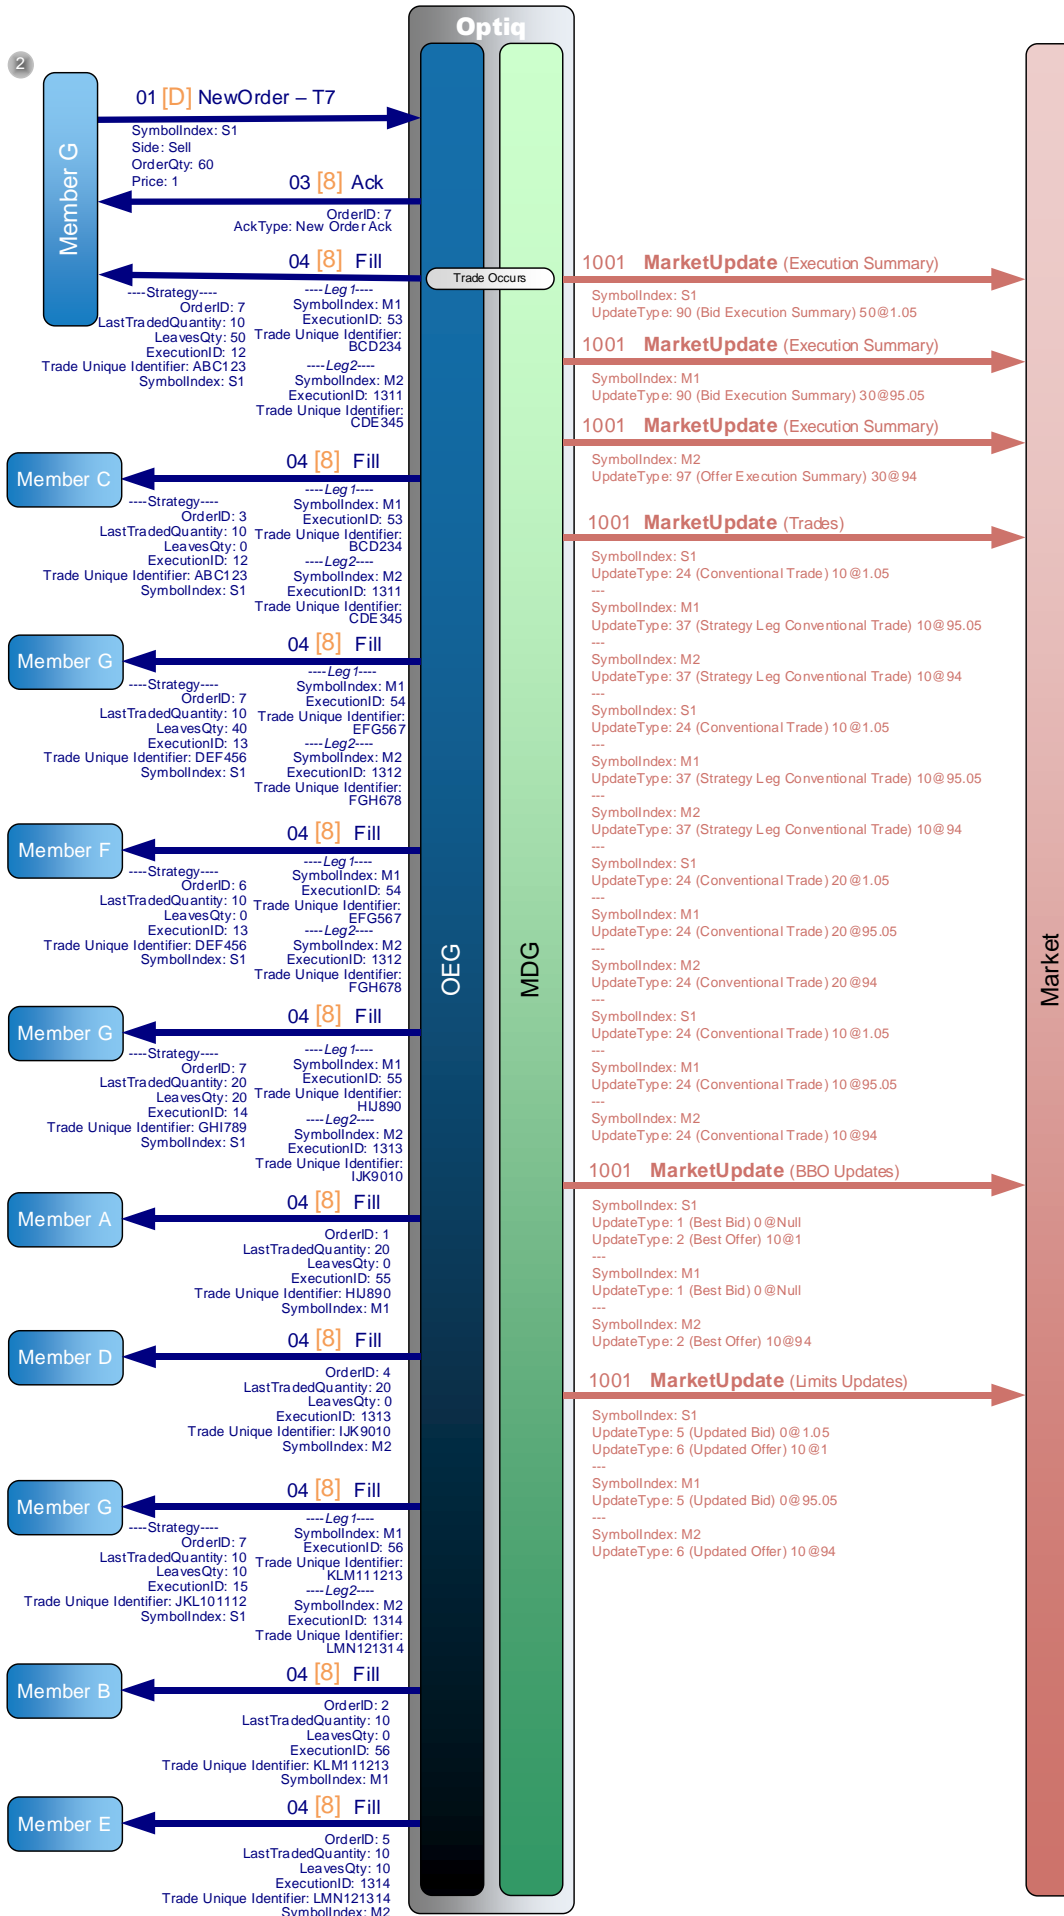 Optiq
2
Member G
01 [D] NewOrder – T7
SymbolIndex: S1
Side: Sell
OrderQty: 60
Price: 1
03 [8] Ack
OrderID: 7
AckType: New Order Ack
04 [8] Fill
Trade Occurs
----Strategy----
OrderID: 7
LastTradedQuantity: 10
LeavesQty: 50
ExecutionID: 12
Trade Unique Identifier: ABC123
SymbolIndex: S1
----Leg1----
SymbolIndex: M1
ExecutionID: 53
Trade Unique Identifier:
BCD234
----Leg2----
SymbolIndex: M2
ExecutionID: 1311
Trade Unique Identifier:
CDE345
Member C
04 [8] Fill
----Strategy----
OrderID: 3
LastTradedQuantity: 10
LeavesQty: 0
ExecutionID: 12
Trade Unique Identifier: ABC123
SymbolIndex: S1
----Leg1----
SymbolIndex: M1
ExecutionID: 53
Trade Unique Identifier:
BCD234
----Leg2----
SymbolIndex: M2
ExecutionID: 1311
Trade Unique Identifier:
CDE345
Member G
04 [8] Fill
----Strategy----
OrderID: 7
LastTradedQuantity: 10
LeavesQty: 40
ExecutionID: 13
Trade Unique Identifier: DEF456
SymbolIndex: S1
----Leg1----
SymbolIndex: M1
ExecutionID: 54
Trade Unique Identifier:
EFG567
----Leg2----
SymbolIndex: M2
ExecutionID: 1312
Trade Unique Identifier:
FGH678
Member F
04 [8] Fill
----Strategy----
OrderID: 6
LastTradedQuantity: 10
LeavesQty: 0
ExecutionID: 13
Trade Unique Identifier: DEF456
SymbolIndex: S1
----Leg1----
SymbolIndex: M1
ExecutionID: 54
Trade Unique Identifier:
EFG567
----Leg2----
SymbolIndex: M2
ExecutionID: 1312
Trade Unique Identifier:
FGH678
Member G
04 [8] Fill
----Strategy----
OrderID: 7
LastTradedQuantity: 20
LeavesQty: 20
ExecutionID: 14
Trade Unique Identifier: GHI789
SymbolIndex: S1
----Leg1----
SymbolIndex: M1
ExecutionID: 55
Trade Unique Identifier:
HIJ890
----Leg2----
SymbolIndex: M2
ExecutionID: 1313
Trade Unique Identifier:
IJK9010
Member A
04 [8] Fill
OrderID: 1
LastTradedQuantity: 20
LeavesQty: 0
ExecutionID: 55
Trade Unique Identifier: HIJ890
SymbolIndex: M1
Member D
04 [8] Fill
OrderID: 4
LastTradedQuantity: 20
LeavesQty: 0
ExecutionID: 1313
Trade Unique Identifier: IJK9010
SymbolIndex: M2
Member G
04 [8] Fill
----Strategy----
OrderID: 7
LastTradedQuantity: 10
LeavesQty: 10
ExecutionID: 15
Trade Unique Identifier: JKL101112
SymbolIndex: S1
----Leg1----
SymbolIndex: M1
ExecutionID: 56
Trade Unique Identifier:
KLM111213
----Leg2----
SymbolIndex: M2
ExecutionID: 1314
Trade Unique Identifier:
LMN121314
Member B
04 [8] Fill
OrderID: 2
LastTradedQuantity: 10
LeavesQty: 0
ExecutionID: 56
Trade Unique Identifier: KLM111213
SymbolIndex: M1
Member E
04 [8] Fill
OrderID: 5
LastTradedQuantity: 10
LeavesQty: 10
ExecutionID: 1314
Trade Unique Identifier: LMN121314
SymbolIndex: M2
OEG
MDG
1001 MarketUpdate (Execution Summary)
SymbolIndex: S1
UpdateType: 90 (Bid Execution Summary) 50@1.05
1001 MarketUpdate (Execution Summary)
SymbolIndex: M1
UpdateType: 90 (Bid Execution Summary) 30@95.05
1001 MarketUpdate (Execution Summary)
SymbolIndex: M2
UpdateType: 97 (Offer Execution Summary) 30@94
1001 MarketUpdate (Trades)
SymbolIndex: S1
UpdateType: 24 (Conventional Trade) 10@1.05
---
SymbolIndex: M1
UpdateType: 37 (Strategy Leg Conventional Trade) 10@95.05
---
SymbolIndex: M2
UpdateType: 37 (Strategy Leg Conventional Trade) 10@94
---
SymbolIndex: S1
UpdateType: 24 (Conventional Trade) 10@1.05
---
SymbolIndex: M1
UpdateType: 37 (Strategy Leg Conventional Trade) 10@95.05
---
SymbolIndex: M2
UpdateType: 37 (Strategy Leg Conventional Trade) 10@94
---
SymbolIndex: S1
UpdateType: 24 (Conventional Trade) 20@1.05
---
SymbolIndex: M1
UpdateType: 24 (Conventional Trade) 20@95.05
---
SymbolIndex: M2
UpdateType: 24 (Conventional Trade) 20@94
---
SymbolIndex: S1
UpdateType: 24 (Conventional Trade) 10@1.05
---
SymbolIndex: M1
UpdateType: 24 (Conventional Trade) 10@95.05
---
SymbolIndex: M2
UpdateType: 24 (Conventional Trade) 10@94
1001 MarketUpdate (BBO Updates)
SymbolIndex: S1
UpdateType: 1 (Best Bid) 0@Null
UpdateType: 2 (Best Offer) 10@1
---
SymbolIndex: M1
UpdateType: 1 (Best Bid) 0@Null
---
SymbolIndex: M2
UpdateType: 2 (Best Offer) 10@94
1001 MarketUpdate (Limits Updates)
SymbolIndex: S1
UpdateType: 5 (Updated Bid) 0@1.05
UpdateType: 6 (Updated Offer) 10@1
---
SymbolIndex: M1
UpdateType: 5 (Updated Bid) 0@95.05
---
SymbolIndex: M2
UpdateType: 6 (Updated Offer) 10@94
Market